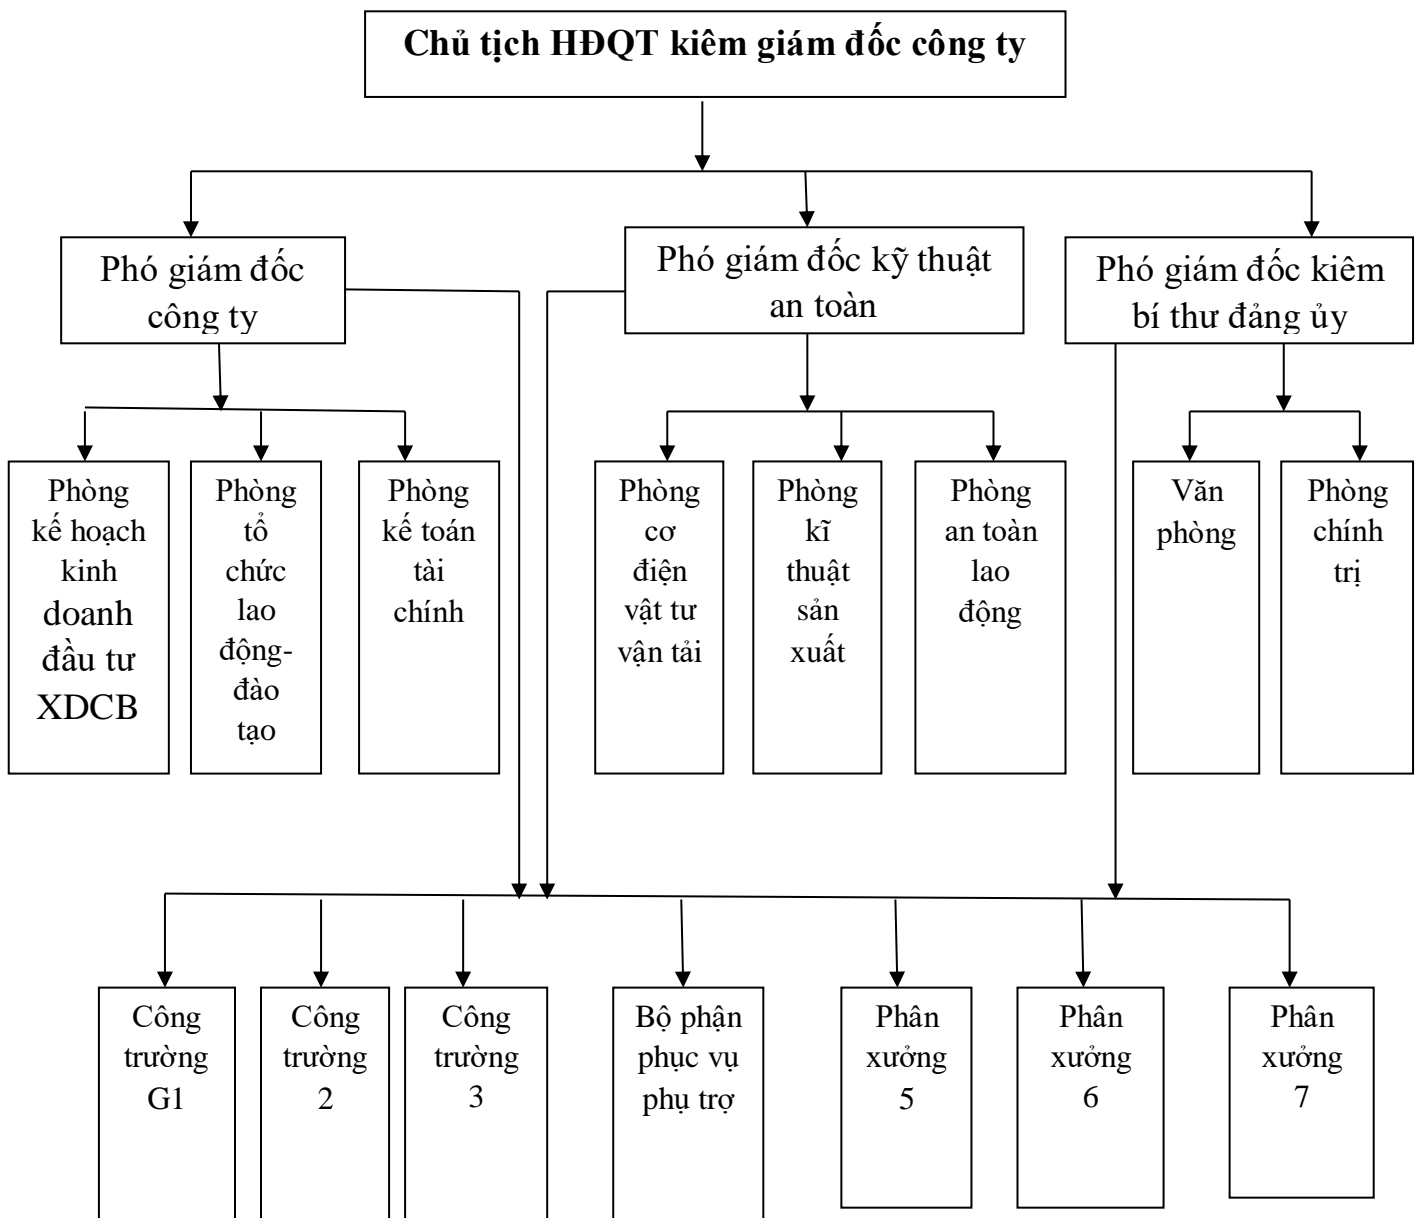 Chủ tịch HĐQT kiêm giám đốc công ty
Phó giám đốc
công ty
Phó giám đốc kỹ thuật
an toàn
Phó giám đốc kiêm
bí thư đảng ủy
Phòng
kế hoạch
kinh
doanh
đầu tư
XDCB
Phòng
tổ
chức
lao
động-
đào
tạo
Phòng
kế toán
tài
chính
Phòng
cơ
điện
vật tư
vận tải
Phòng
kĩ
thuật
sản
xuất
Phòng
an toàn
lao
động
Văn
phòng
Phòng
chính
trị
Công
trường
G1
Công
trường
2
Công
trường
3
Bộ phận
phục vụ
phụ trợ
Phân
xưởng
5
Phân
xưởng
6
Phân
xưởng
7